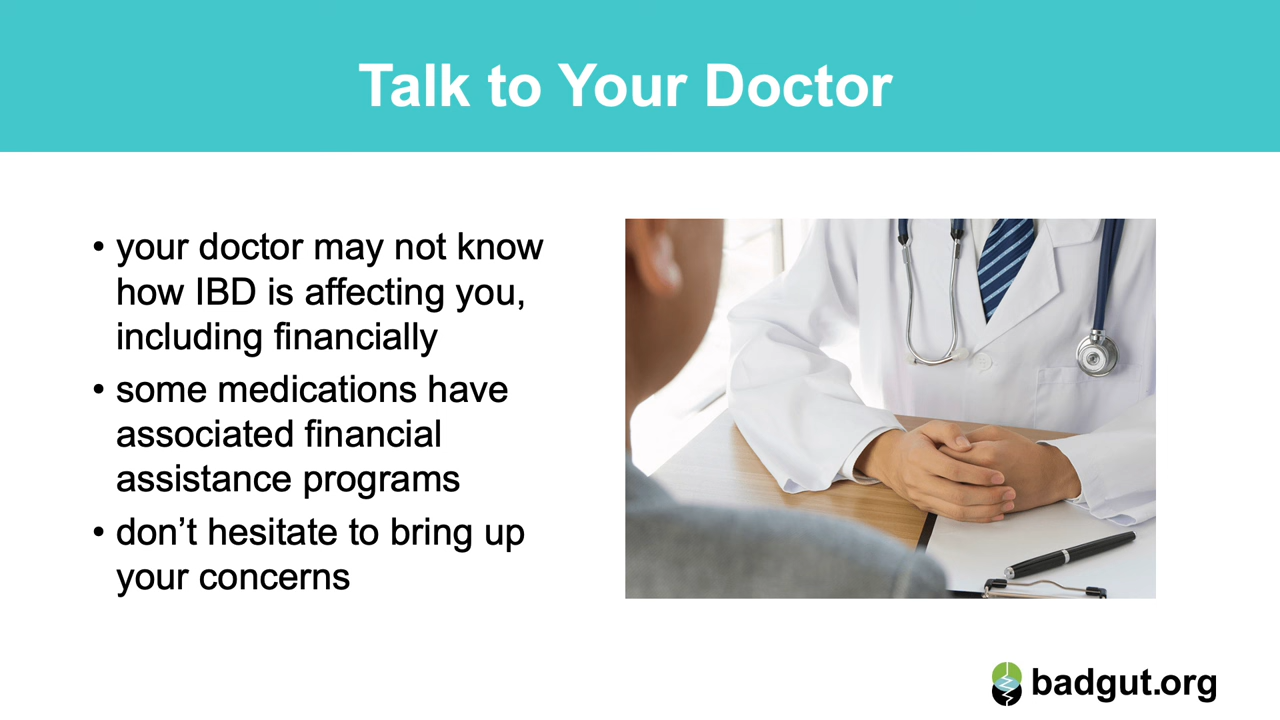 Talk to Your Doctor
• your doctor may not know
how IBD is affecting you,
including financially
• some medications have
associated financial
assistance programs
• don’t hesitate to bring up
your concerns
badgut.org